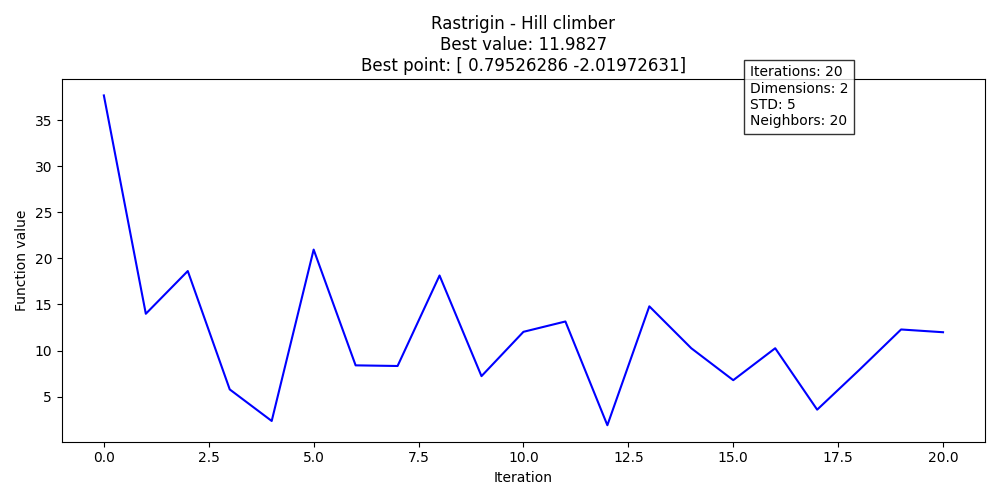 Rastrigin - Hill climber
Best value: 11.9827
Best point: [ 0.79526286 -2.01972631]
Iterations: 20
Dimensions: 2
STD: 5
Neighbors: 20
Function value
35
30
25
20
15
10
5
0.0 2.5 5.0 7.5 10.0 12.5 15.0 17.5 20.0
Iteration